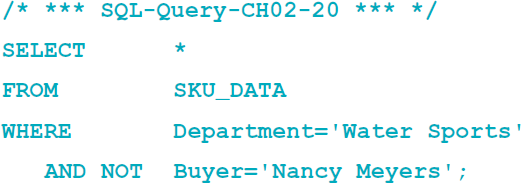 /* *** SQL-Query-CH02-20 *** */
SELECT *
FROM SKU_DATA
WHERE Department='Water Sports'
AND NOT Buyer='Nancy Meyers';